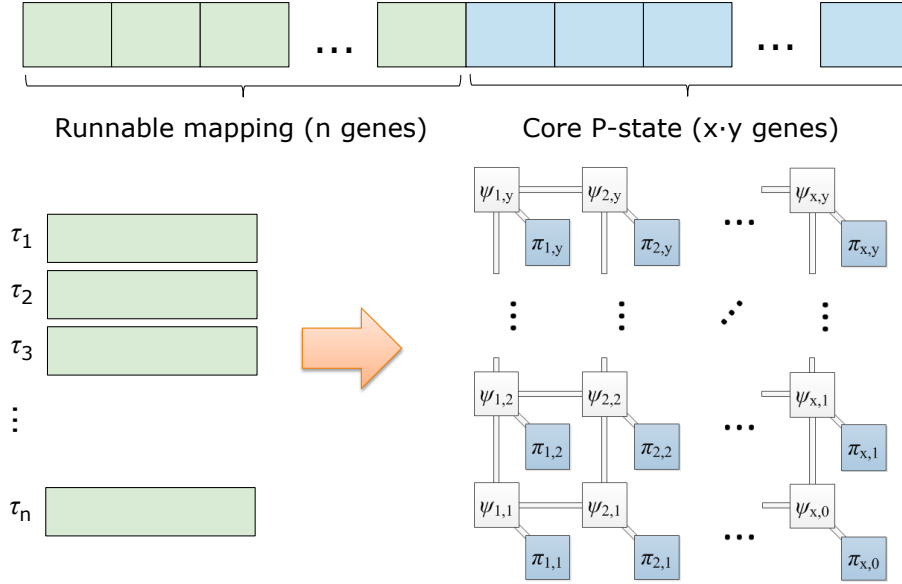 ...
...
Runnable mapping (n genes)
Core P-state (x·y genes)
τ1
τ2
τ3
⋮
τn
ψ1,y ψ2,y ... ψx,y
π1,y π2,y πx,y
⋮ ⋮ ⋰ ⋮
ψ1,2 ψ2,2 ... ψx,1
π1,2 π2,2 πx,1
ψ1,1 ψ2,1 ... ψx,0
π1,1 π2,1 πx,0